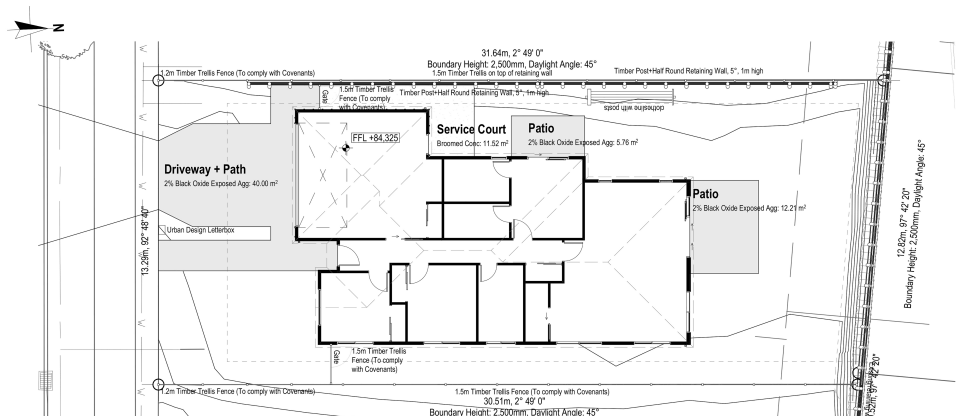 N
31.64m, 2° 49' 0"
Boundary Height: 2,500mm, Daylight Angle: 45°
1.2m Timber Trellis Fence (To comply with Covenants)
1.5m Timber Trellis on top of retaining wall
Timber Post+Half Round Retaining Wall, 5°, 1m high
Gate
1.5m Timber Trellis
Fence (To comply
with Covenants)
Timber Post+Half Round Retaining Wall, 5°, 1m high
clothesline with posts
FFL +84,325
Service Court
Broomed Conc: 11.52 m²
Patio
2% Black Oxide Exposed Agg: 5.76 m²
Driveway + Path
2% Black Oxide Exposed Agg: 40.00 m²
Patio
2% Black Oxide Exposed Agg: 12.21 m²
Urban Design Letterbox
13.29m, 92° 48' 40"
12.82m, 97° 42' 20"
Boundary Height: 2,500mm, Daylight Angle: 45°
Gate
1.5m Timber Trellis
Fence (To comply
with Covenants)
1.2m Timber Trellis Fence (To comply with Covenants)
1.5m Timber Trellis Fence (To comply with Covenants)
30.51m, 2° 49' 0"
Boundary Height: 2,500mm, Daylight Angle: 45°